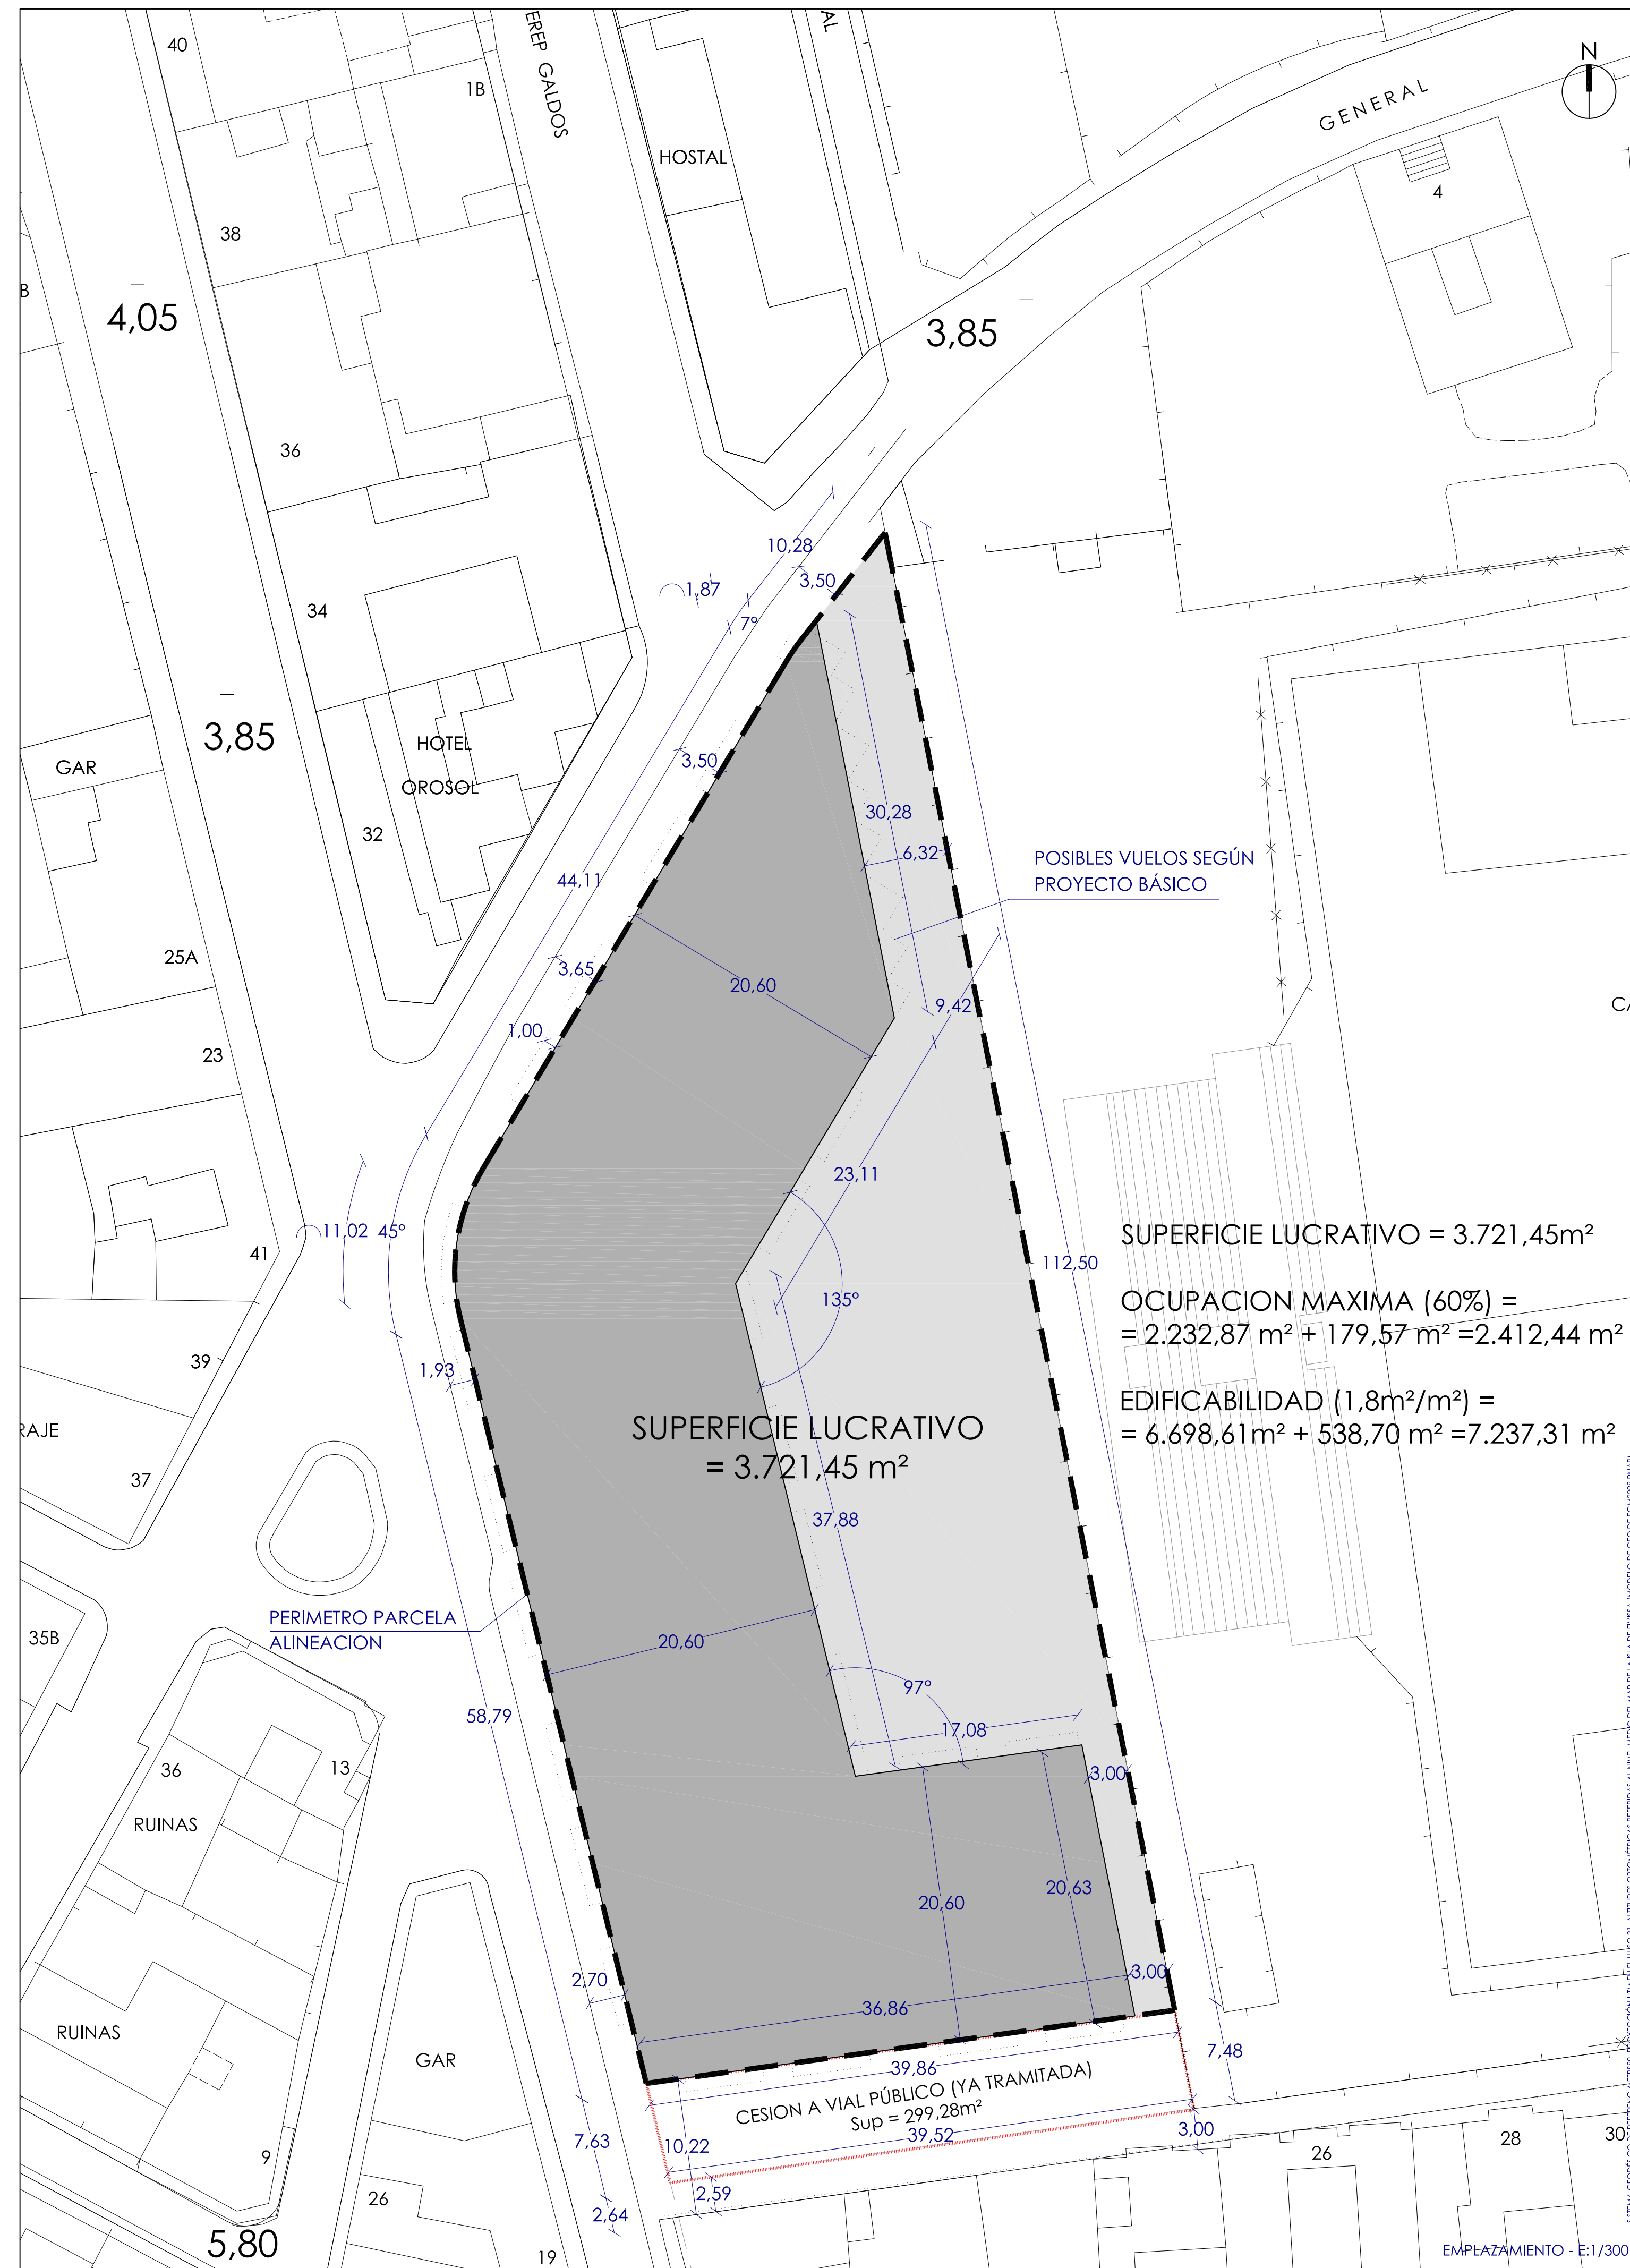 40
1B
EREP GALDOS
AL
HOSTAL
GENERAL
N
4
38
B
4,05
3,85
36
10,28
3,50
1,87
7°
34
3,85
HOTEL
OROSOL
GAR
32
3,50
30,28
6,32
POSIBLES VUELOS SEGÚN
PROYECTO BÁSICO
44,11
25A
3,65
20,60
9,42
CA
1,00
23
23,11
11,02
45°
41
112,50
SUPERFICIE LUCRATIVO = 3.721,45m²
135°
OCUPACION MAXIMA (60%) =
= 2.232,87 m² + 179,57 m² =2.412,44 m²
39
1,93
EDIFICABILIDAD (1,8m²/m²) =
= 6.698,61m² + 538,70 m² =7.237,31 m²
RAJE
SUPERFICIE LUCRATIVO
= 3.721,45 m²
37
37,88
PERIMETRO PARCELA
ALINEACION
35B
20,60
97°
58,79
17,08
36
13
3,00
RUINAS
20,60
20,63
2,70
3,00
36,86
RUINAS
GAR
39,86
7,48
CESION A VIAL PÚBLICO (YA TRAMITADA)
Sup = 299,28m²
39,52
3,00
7,63
10,22
9
26
28
30
26
2,59
2,64
5,80
19
EMPLAZAMIENTO - E:1/300